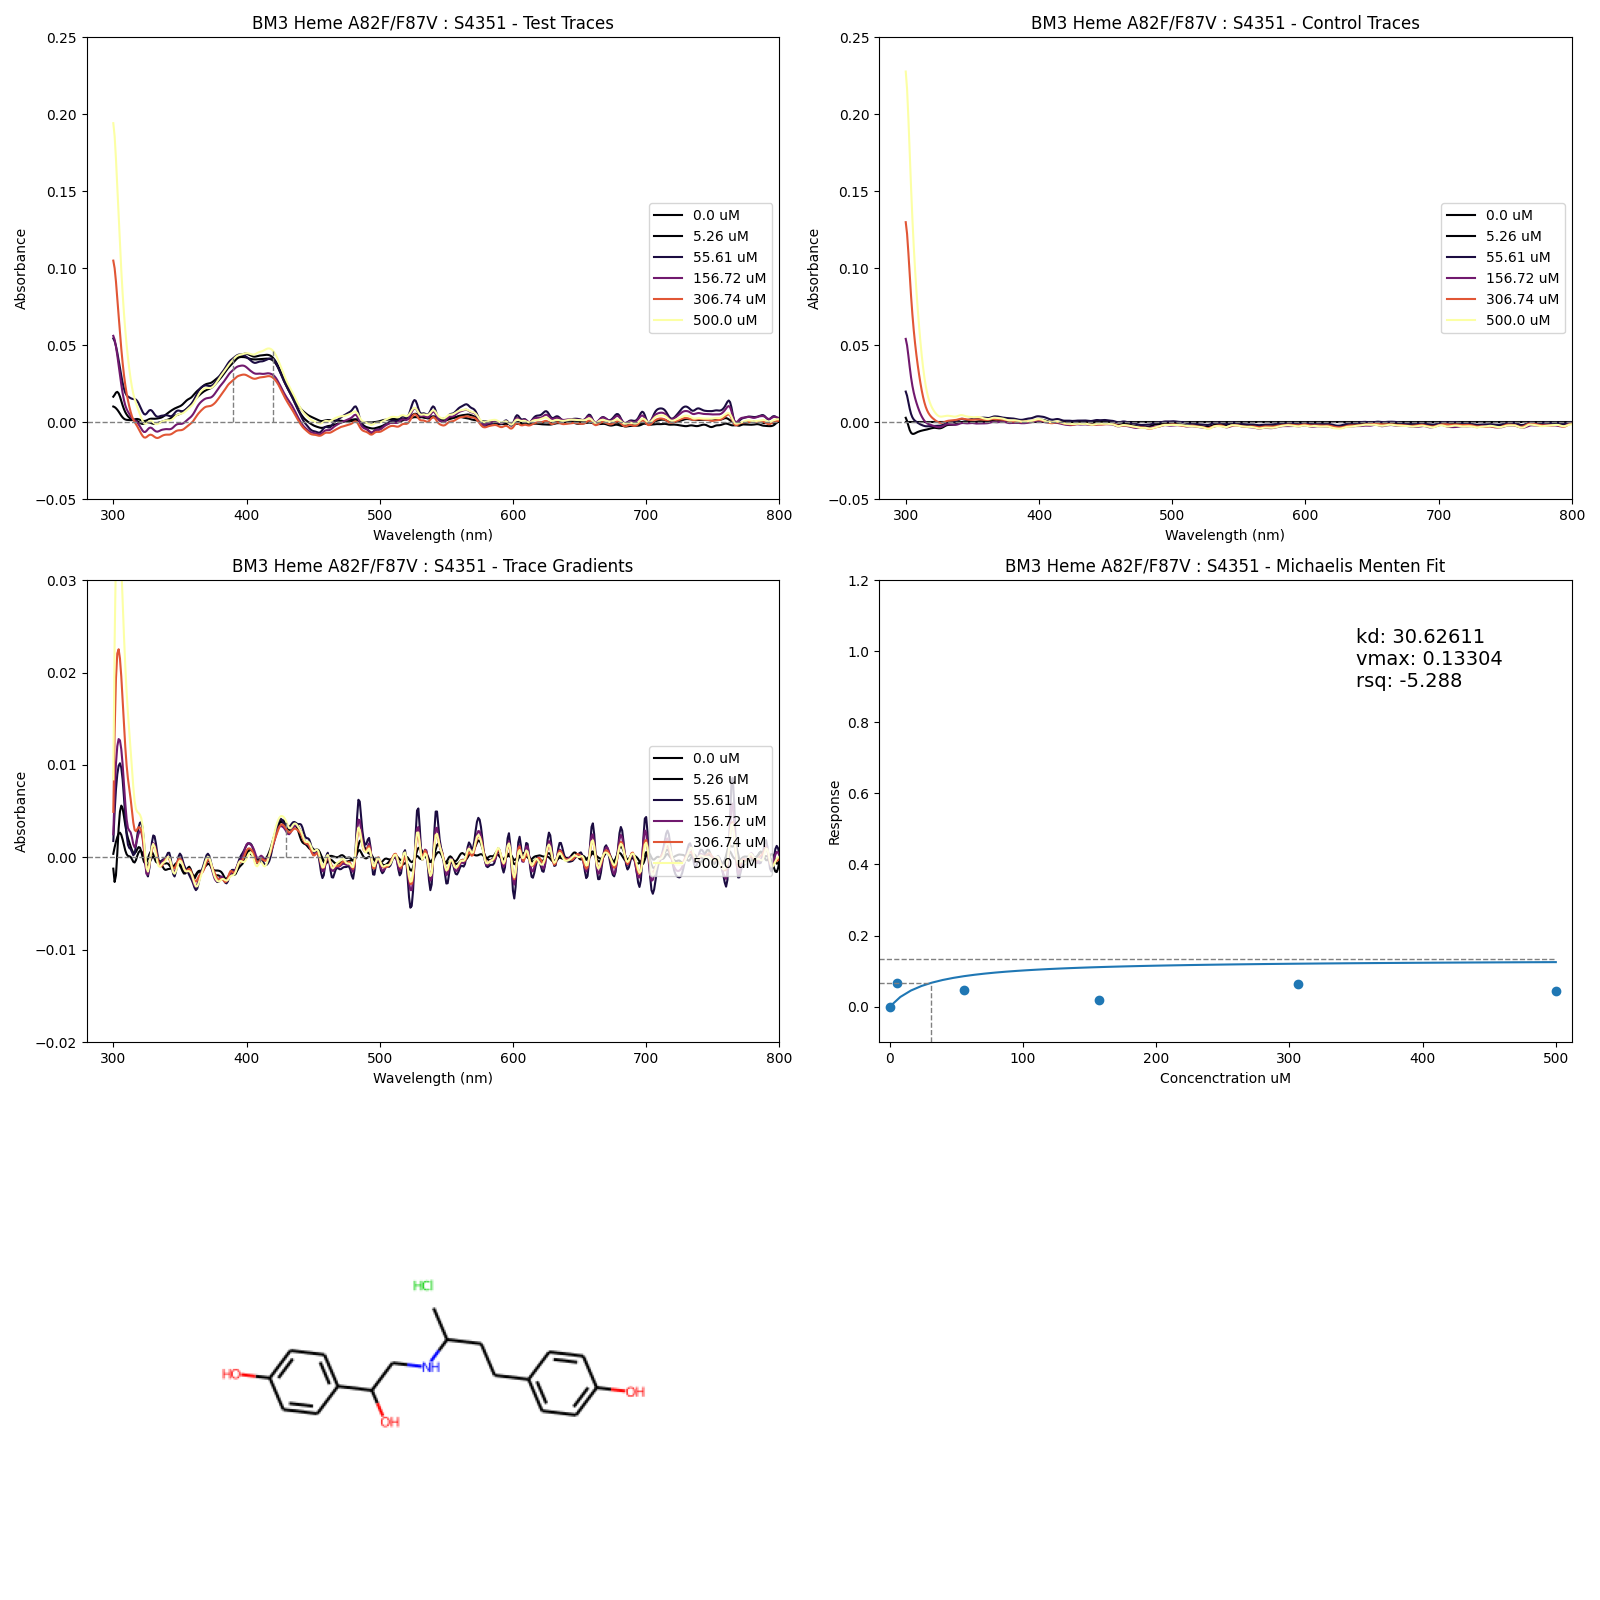 BM3 Heme A82F/F87V : S4351 - Test Traces
0.25
0.20
0.15
0.10
0.05
0.00
−0.05
Absorbance
300 400 500 600 700 800
Wavelength (nm)
0.0 uM
5.26 uM
55.61 uM
156.72 uM
306.74 uM
500.0 uM
BM3 Heme A82F/F87V : S4351 - Control Traces
0.25
0.20
0.15
0.10
0.05
0.00
−0.05
Absorbance
300 400 500 600 700 800
Wavelength (nm)
0.0 uM
5.26 uM
55.61 uM
156.72 uM
306.74 uM
500.0 uM
BM3 Heme A82F/F87V : S4351 - Trace Gradients
0.03
0.02
0.01
0.00
−0.01
−0.02
Absorbance
300 400 500 600 700 800
Wavelength (nm)
0.0 uM
5.26 uM
55.61 uM
156.72 uM
306.74 uM
500.0 uM
BM3 Heme A82F/F87V : S4351 - Michaelis Menten Fit
1.2
1.0
0.8
0.6
0.4
0.2
0.0
Response
kd: 30.62611
vmax: 0.13304
rsq: -5.288
0 100 200 300 400 500
Concenctration uM
HCl
HO
NH
OH
OH